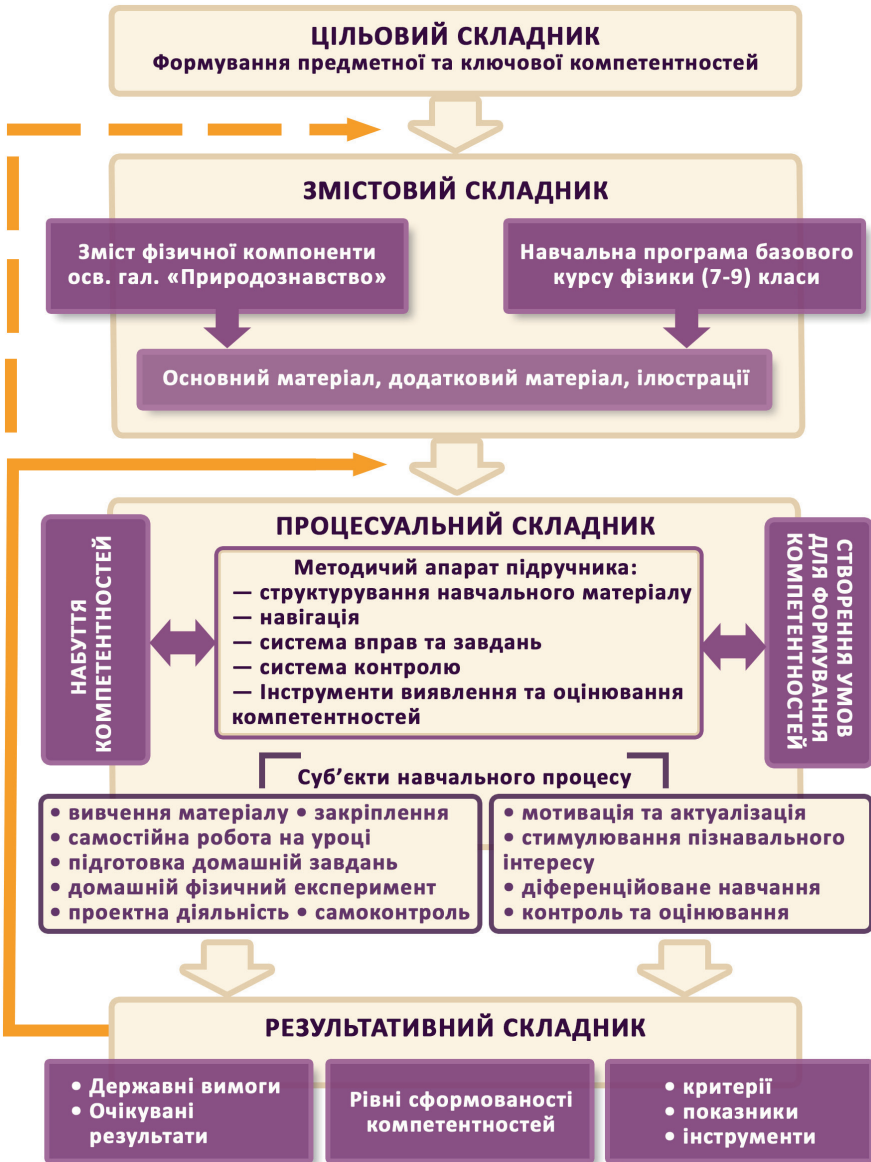 ЦІЛЬОВИЙ СКЛАДНИК
Формування предметної та ключової компетентностей
ЗМІСТОВИЙ СКЛАДНИК
Зміст фізичної компоненти
осв. гал. «Природознавство»
Навчальна програма базового
курсу фізики (7-9) класи
Основний матеріал, додатковий матеріал, ілюстрації
ПРОЦЕСУАЛЬНИЙ СКЛАДНИК
НАБУТТЯ
КОМПЕТЕНТНОСТЕЙ
Методичий апарат підручника:
— структурування навчального матеріалу
— навігація
— система вправ та завдань
— система контролю
— Інструменти виявлення та оцінювання
компетентностей
СТВОРЕННЯ УМОВ
ДЛЯ ФОРМУВАННЯ
КОМПЕТЕНТНОСТЕЙ
Суб’єкти навчального процесу
• вивчення матеріалу • закріплення
• самостійна робота на уроці
• підготовка домашній завдань
• домашній фізичний експеримент
• проектна діяльність • самоконтроль
• мотивація та актуалізація
• стимулювання пізнавального
інтересу
• діференційоване навчання
• контроль та оцінювання
РЕЗУЛЬТАТИВНИЙ СКЛАДНИК
• Державні вимоги
• Очікувані
результати
Рівні сформованості
компетентностей
• критерії
• показники
• інструменти